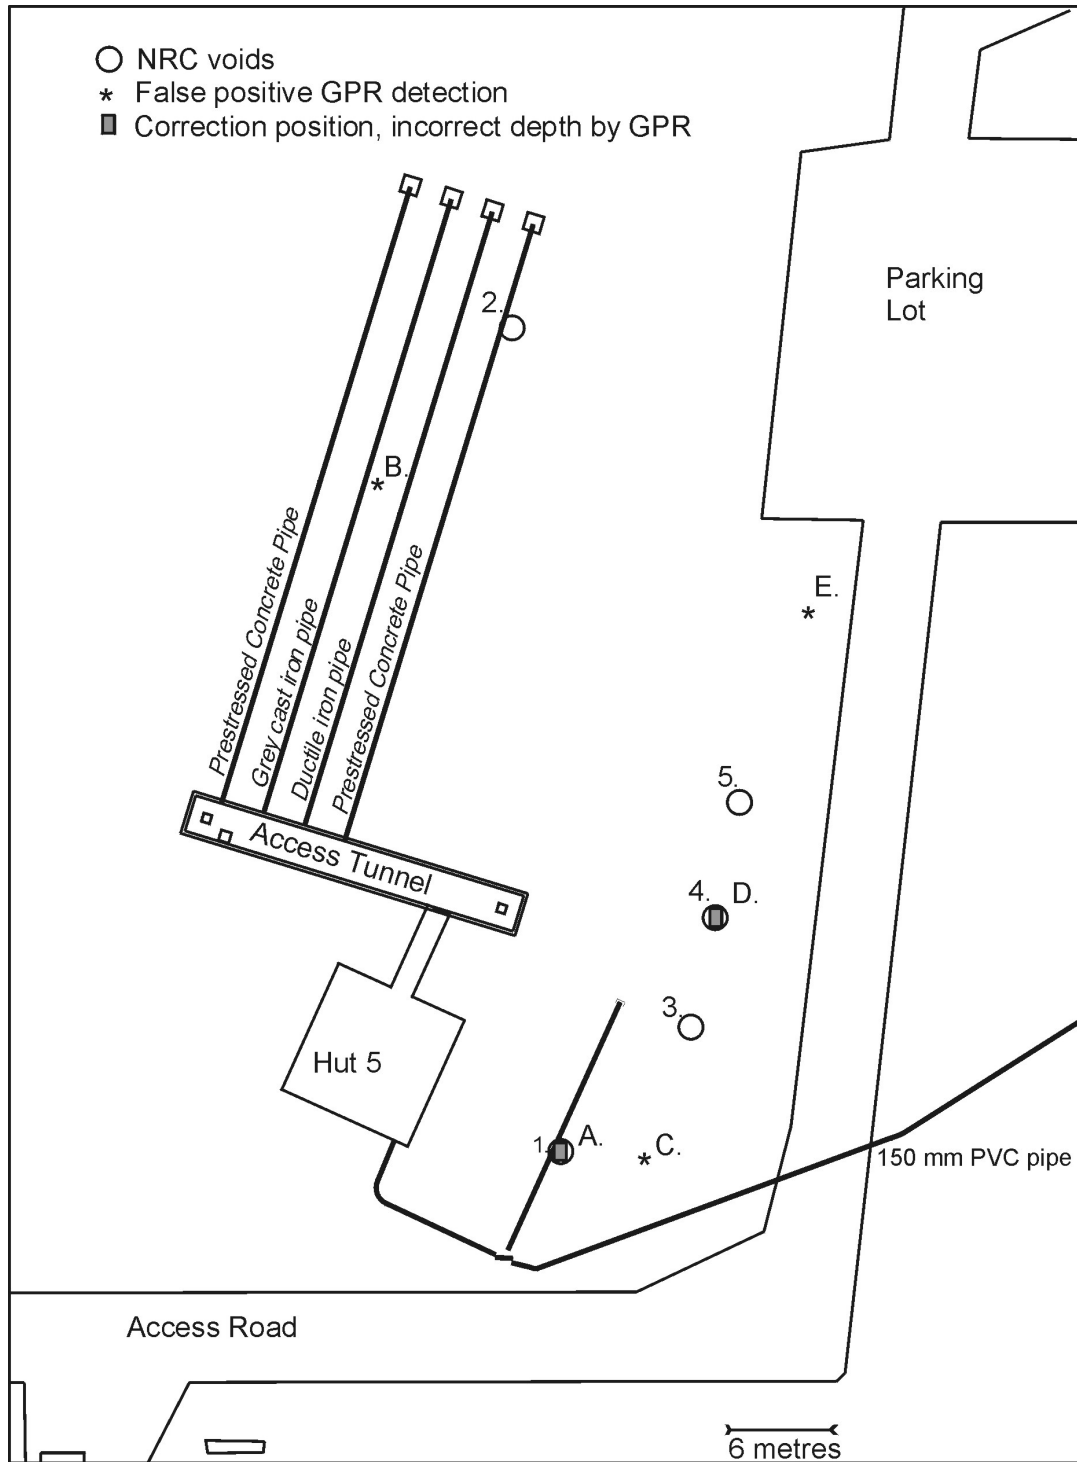 NRC voids
* False positive GPR detection
Correction position, incorrect depth by GPR
Parking
Lot
2.
* B.
Prestressed Concrete Pipe
Grey cast iron pipe
Ductile iron pipe
Prestressed Concrete Pipe
E.
*
5.
Access Tunnel
4. D.
3.
Hut 5
1. A.
* C.
150 mm PVC pipe
Access Road
6 metres